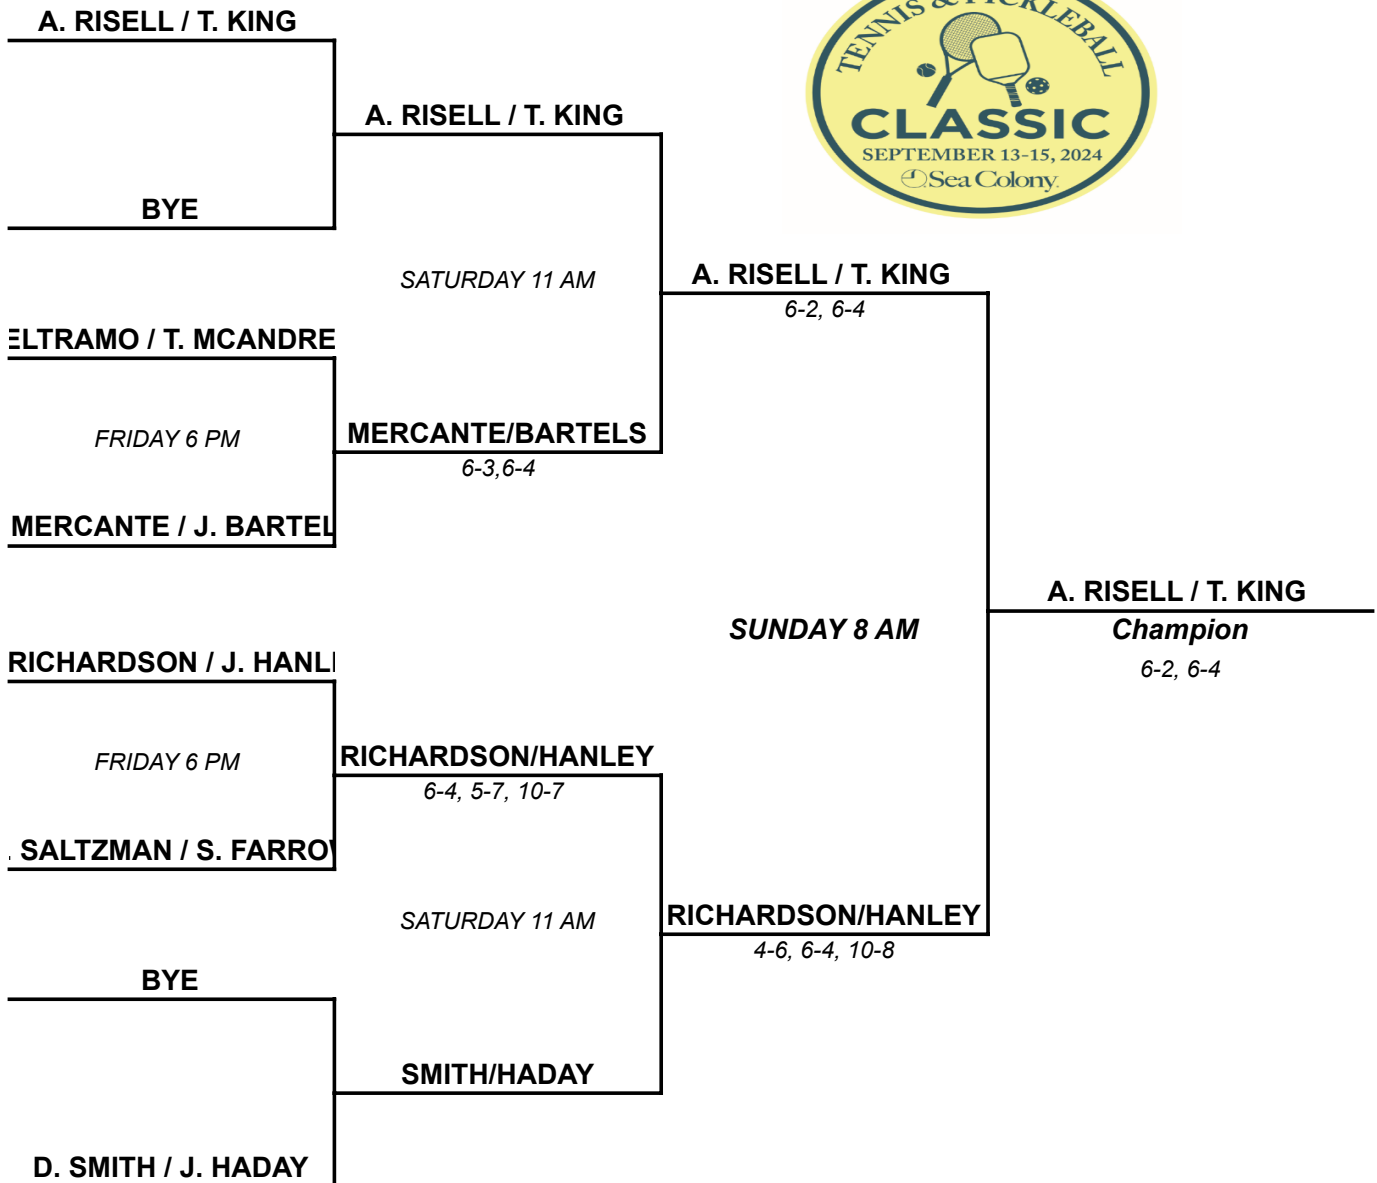 A. RISELL / T. KING
TENNIS & PICKLEBALL
CLASSIC
SEPTEMBER 13-15, 2024
Sea Colony
A. RISELL / T. KING
BYE
SATURDAY 11 AM
A. RISELL / T. KING
6-2, 6-4
ELTRAMO / T. MCANDRE
FRIDAY 6 PM
MERCANTE/BARTELS
6-3,6-4
MERCANTE / J. BARTEL
A. RISELL / T. KING
SUNDAY 8 AM
Champion
6-2, 6-4
RICHARDSON / J. HANL
FRIDAY 6 PM
RICHARDSON/HANLEY
6-4, 5-7, 10-7
. SALTZMAN / S. FARRO
SATURDAY 11 AM
RICHARDSON/HANLEY
4-6, 6-4, 10-8
BYE
SMITH/HADAY
D. SMITH / J. HADAY